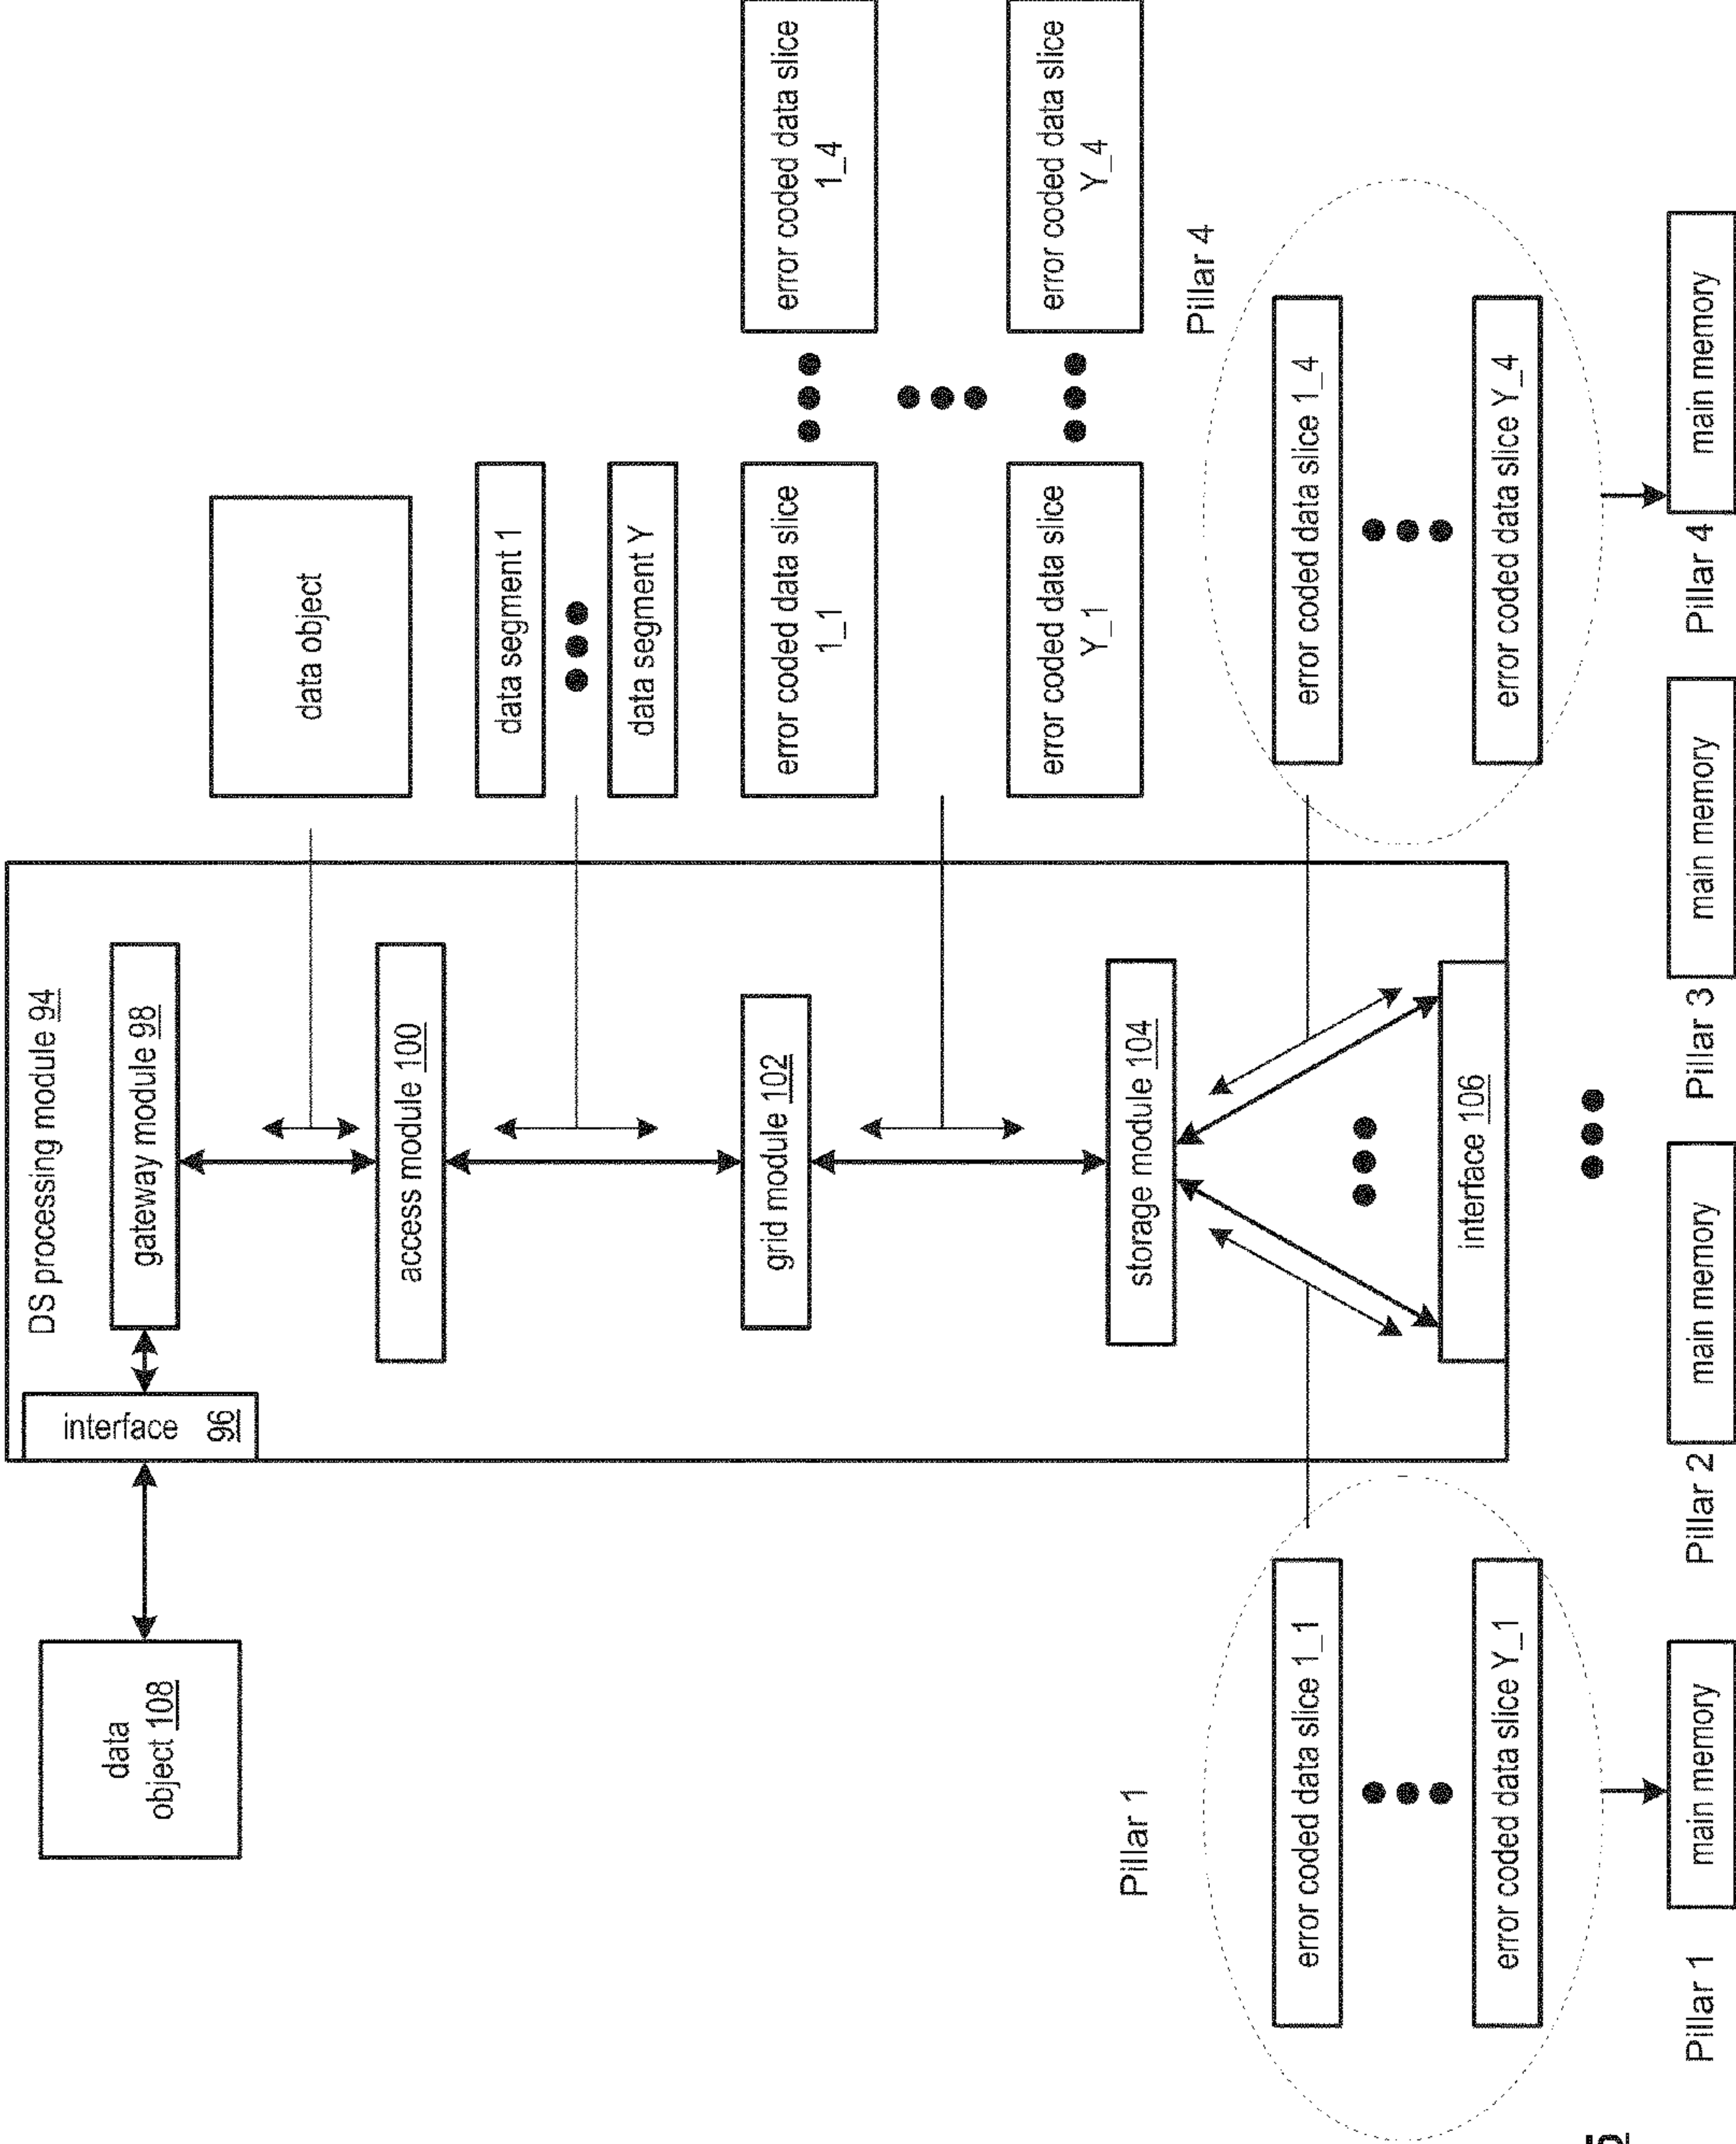 data
object 108
interface 96
DS processing module 94
gateway module 98
access module 100
grid module 102
storage module 104
interface 106
data object
data segment 1
data segment Y
error coded data slice
1_1
error coded data slice
1_4
error coded data slice
Y_1
error coded data slice
Y_4
Pillar 1
error coded data slice 1_1
error coded data slice Y_1
Pillar 4
error coded data slice 1_4
error coded data slice Y_4
Pillar 1
main memory
Pillar 2
main memory
Pillar 3
main memory
Pillar 4
main memory